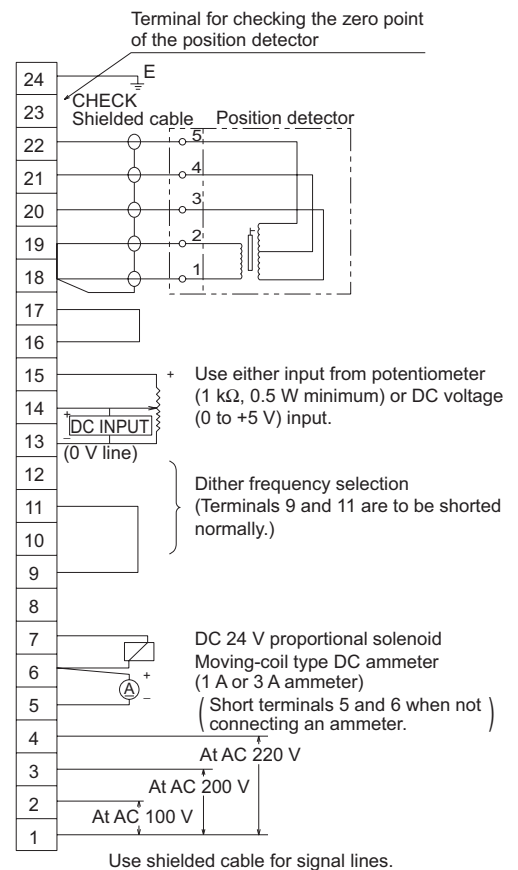 Terminal for checking the zero point
of the position detector
24
E
23
CHECK
Shielded cable
Position detector
22
5
21
4
20
3
19
2
18
1
17
16
15
+
Use either input from potentiometer
(1 kΩ, 0.5 W minimum) or DC voltage
(0 to +5 V) input.
14
+
DC INPUT
–
13
(0 V line)
12
Dither frequency selection
(Terminals 9 and 11 are to be shorted
normally.)
11
10
9
8
7
DC 24 V proportional solenoid
Moving-coil type DC ammeter
(1 A or 3 A ammeter)
(Short terminals 5 and 6 when not
connecting an ammeter.)
6
+
A
–
5
4
At AC 220 V
3
At AC 200 V
2
At AC 100 V
1
Use shielded cable for signal lines.